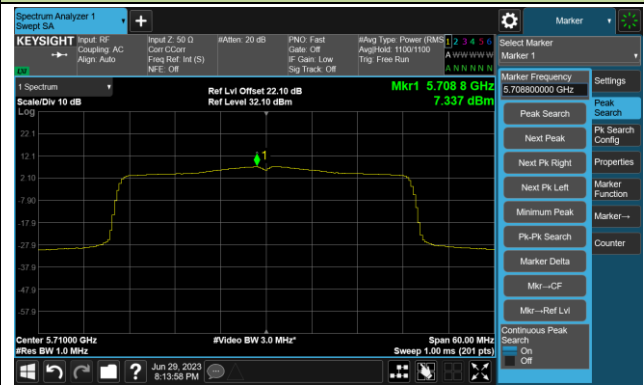 Spectrum Analyzer 1
Swept SA
Marker
KEYSIGHT
Input: RF
Coupling: AC
Align: Auto
Input Z: 50 Ω
Corr CCorr
Freq Ref: Int (S)
NFE: Off
#Atten: 20 dB
PNO: Fast
Gate: Off
IF Gain: Low
Sig Track: Off
#Avg Type: Power (RMS
Avg|Hold: 1100/1100
Trig: Free Run
1 2 3 4 5 6
A W W W W W
A N N N N N
LXI
Select Marker
Marker 1
1 Spectrum
Scale/Div 10 dB
Log
Ref Lvl Offset 22.10 dB
Ref Level 32.10 dBm
Mkr1 5.708 8 GHz
7.337 dBm
22.1
12.1
2.10
-7.90
-17.9
-27.9
-37.9
-47.9
-57.9
1
Center 5.71000 GHz
#Res BW 1.0 MHz
#Video BW 3.0 MHz*
Span 60.00 MHz
Sweep 1.00 ms (201 pts)
Marker Frequency
5.708800000 GHz
Peak Search
Next Peak
Next Pk Right
Next Pk Left
Minimum Peak
Pk-Pk Search
Marker Delta
Mkr→CF
Mkr→Ref Lvl
Continuous Peak
Search
On
Off
Settings
Peak
Search
Pk Search
Config
Properties
Marker
Function
Marker→
Counter
Jun 29, 2023
8:13:58 PM